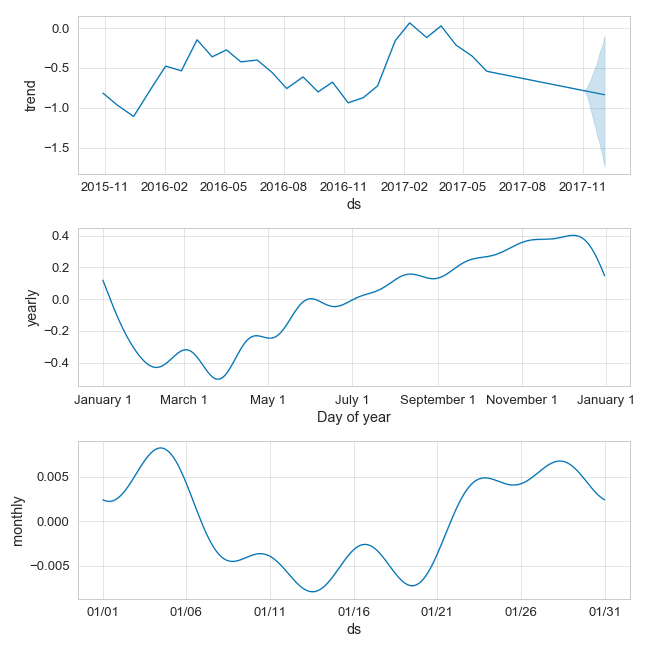 0.0
−0.5
−1.0
−1.5
trend
2015-11 2016-02 2016-05 2016-08 2016-11 2017-02 2017-05 2017-08 2017-11
ds
0.4
0.2
0.0
−0.2
−0.4
yearly
January 1 March 1 May 1 July 1 September 1 November 1 January 1
Day of year
0.005
0.000
−0.005
monthly
01/01 01/06 01/11 01/16 01/21 01/26 01/31
ds